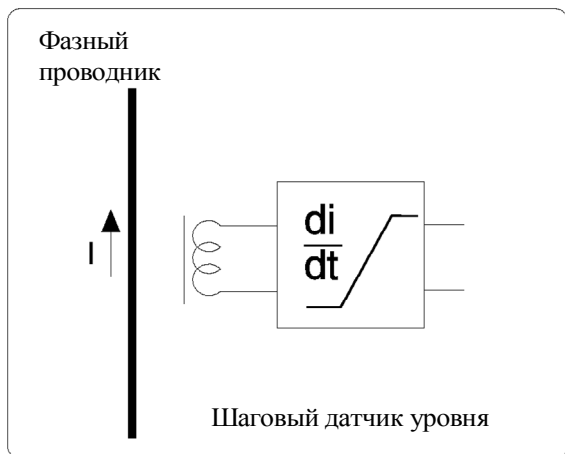 Фазный
проводник
I
di
dt
Шаговый датчик уровня